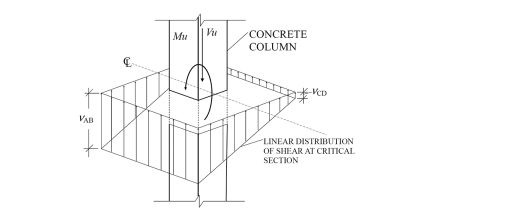 Mu
Vu
CONCRETE
COLUMN
℄
vCD
vAB
LINEAR DISTRIBUTION
OF SHEAR AT CRITICAL
SECTION